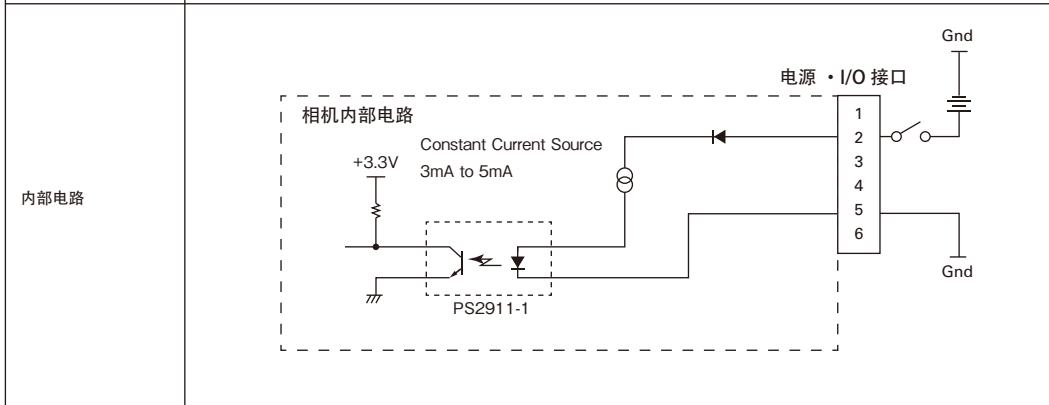 内部电路
Gnd
电源 ・I/O 接口
相机内部电路
Constant Current Source
3mA to 5mA
+3.3V
1
2
3
4
5
6
PS2911-1
Gnd